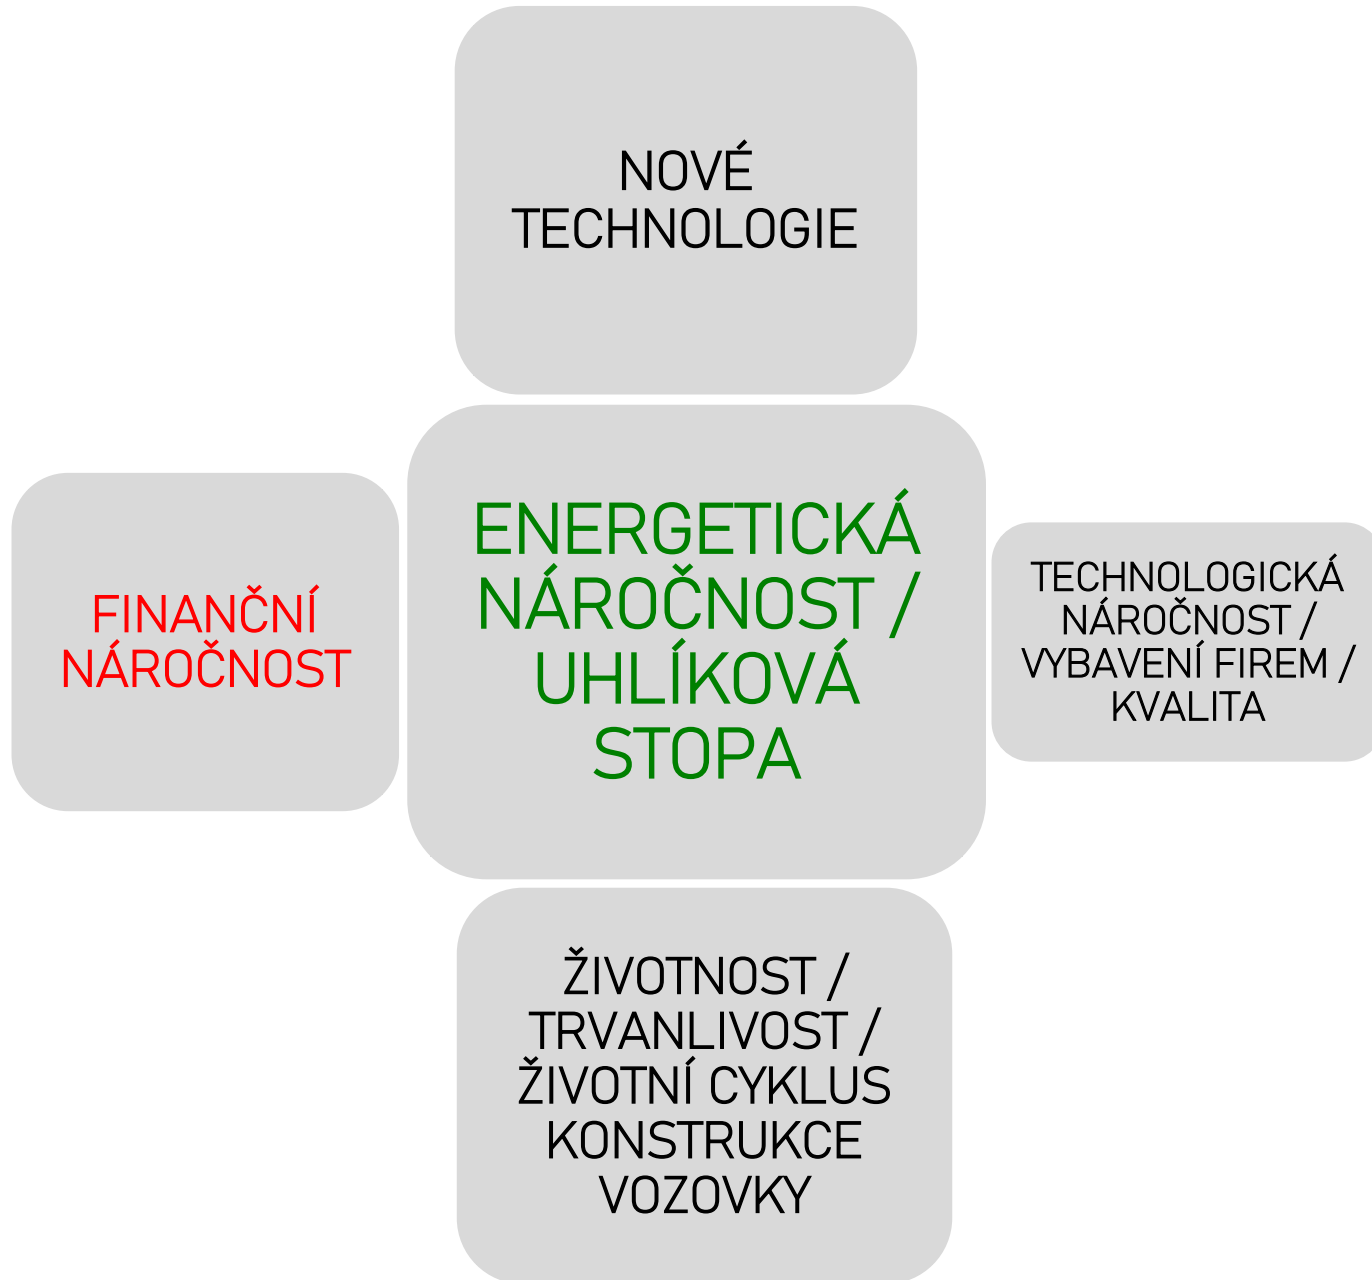 NOVÉ
TECHNOLOGIE
FINANČNÍ
NÁROČNOST
ENERGETICKÁ
NÁROČNOST /
UHLÍKOVÁ
STOPA
TECHNOLOGICKÁ
NÁROČNOST /
VYBAVENÍ FIREM /
KVALITA
ŽIVOTNOST /
TRVANLIVOST /
ŽIVOTNÍ CYKLUS
KONSTRUKCE
VOZOVKY